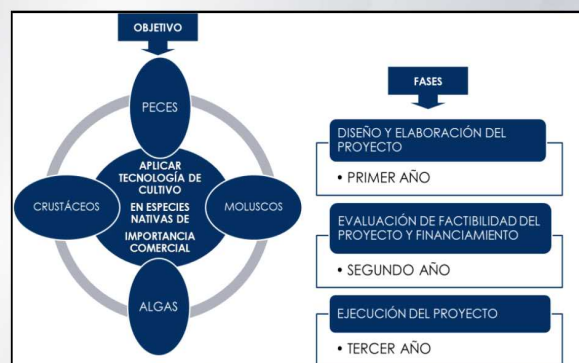 OBJETIVO
PECES
APLICAR
TECNOLOGÍA DE
CULTIVO
EN ESPECIES
NATIVAS DE
IMPORTANCIA
COMERCIAL
CRUSTÁCEOS
MOLUSCOS
ALGAS
FASES
DISEÑO Y ELABORACIÓN DEL
PROYECTO
• PRIMER AÑO
EVALUACIÓN DE FACTIBILIDAD DEL
PROYECTO Y FINANCIAMIENTO
• SEGUNDO AÑO
EJECUCIÓN DEL PROYECTO
• TERCER AÑO